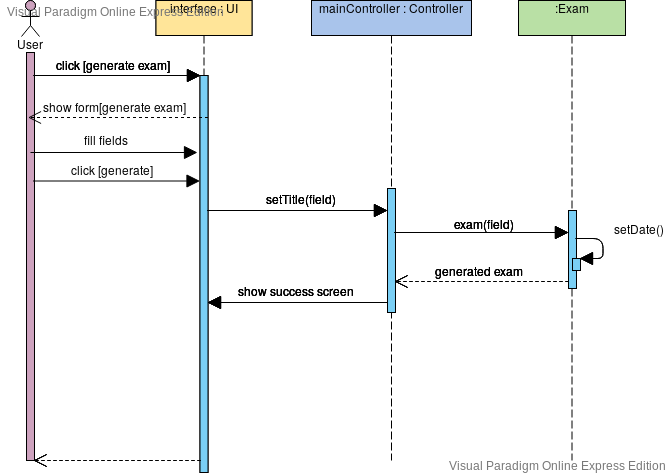 Visual Paradigm Online Express Edition
interface : UI
mainController : Controller
:Exam
User
click [generate exam]
show form[generate exam]
fill fields
click [generate]
setTitle(field)
exam(field)
setDate()
generated exam
show success screen
Visual Paradigm Online Express Edition